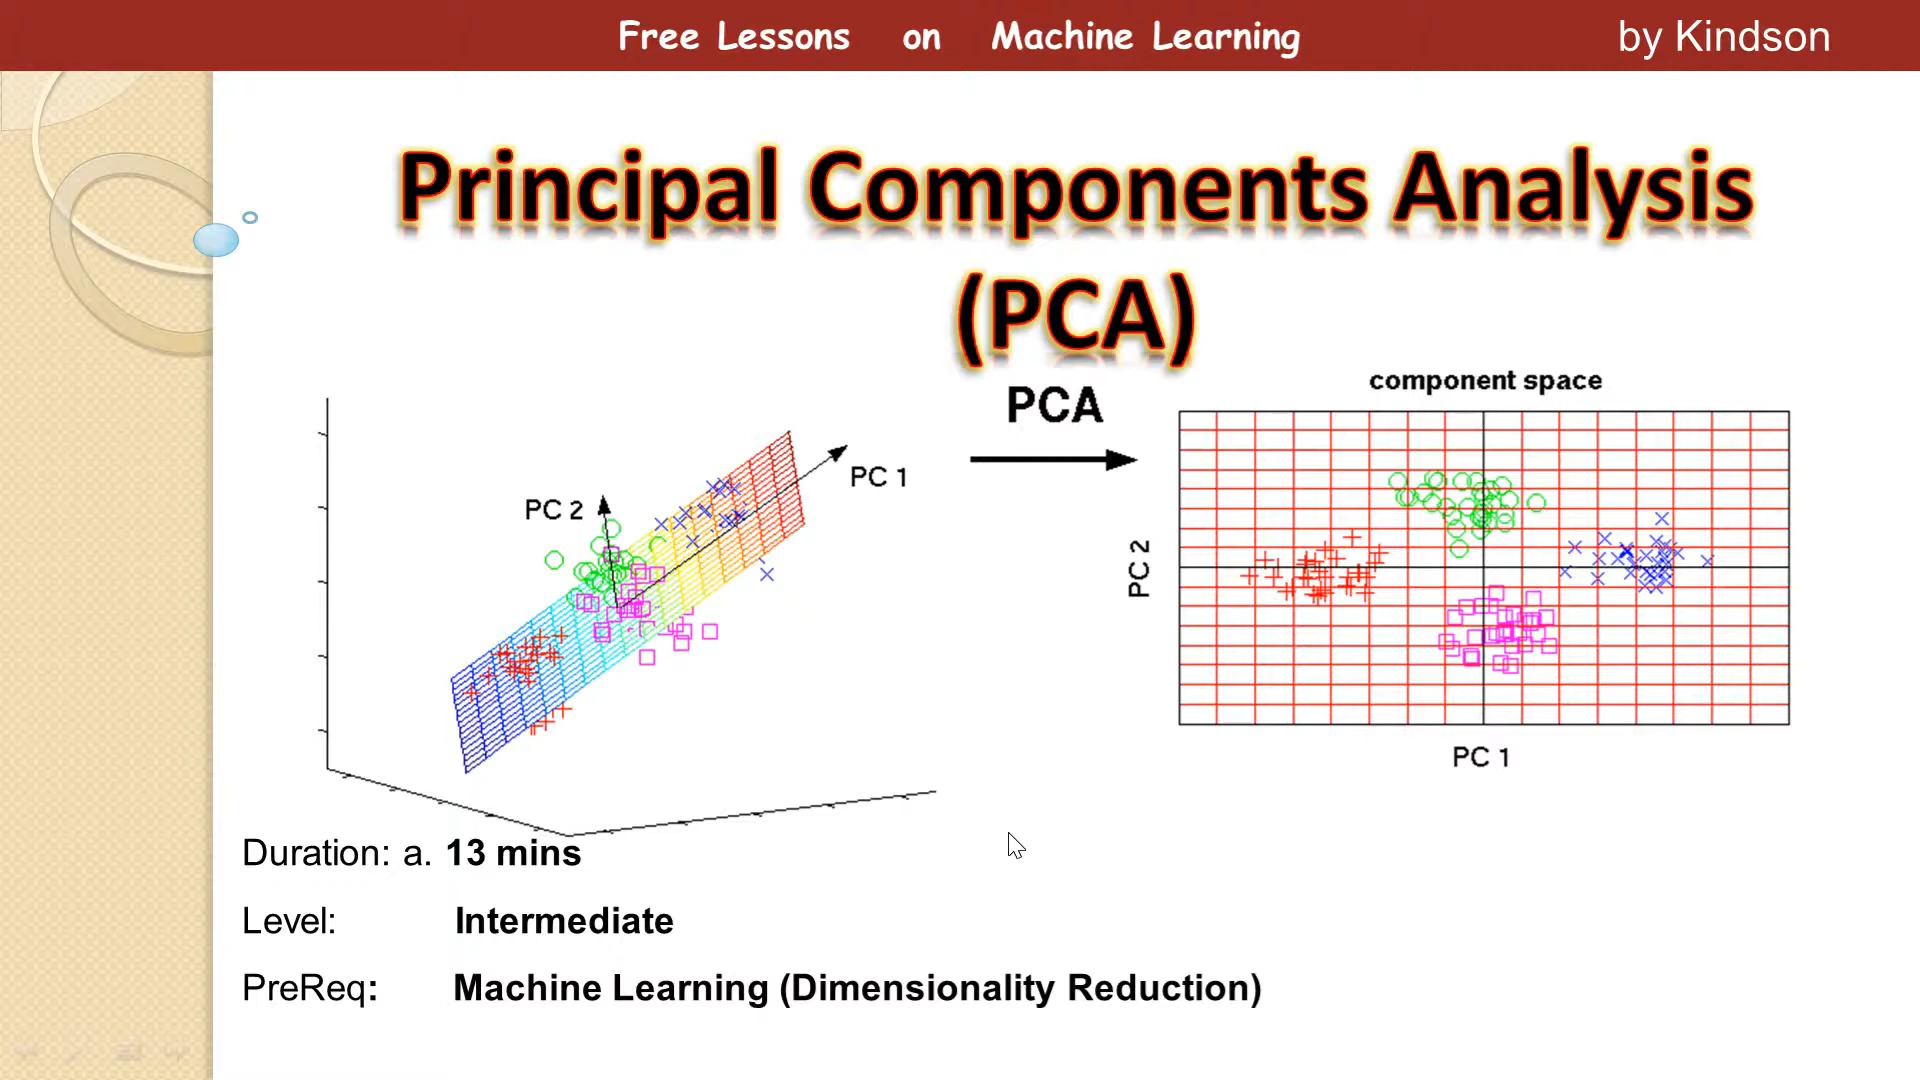 Free Lessons on Machine Learning by Kindson
Principal Components Analysis
(PCA)
PCA
component space
PC 1
PC 2
PC 2
PC 1
Duration: a. 13 mins
Level: Intermediate
PreReq: Machine Learning (Dimensionality Reduction)